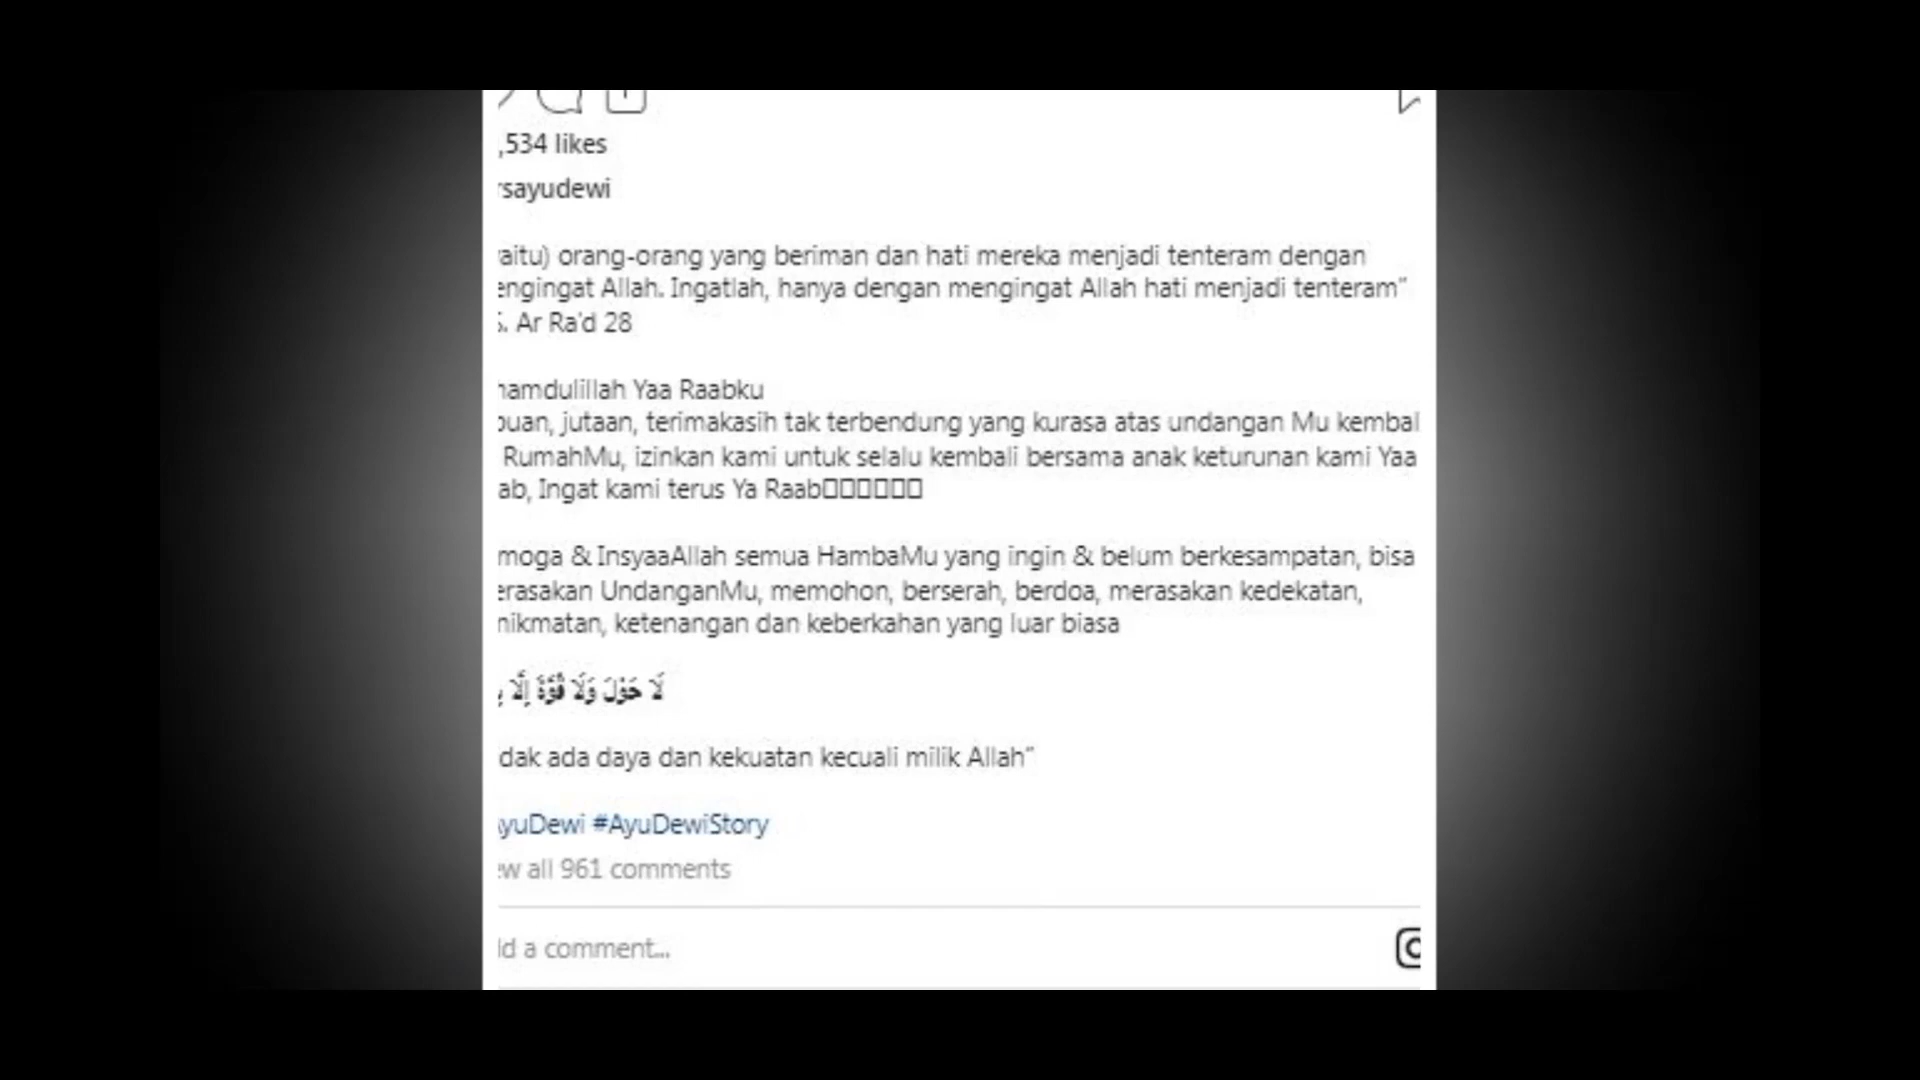 ,534 likes
rsayudewi
aitu) orang-orang yang beriman dan hati mereka menjadi tenteram dengan
engingat Allah. Ingatlah, hanya dengan mengingat Allah hati menjadi tenteram"
. Ar Ra'd 28
hamdulillah Yaa Raabku
buan, jutaan, terimakasih tak terbendung yang kurasa atas undangan Mu kembal
RumahMu, izinkan kami untuk selalu kembali bersama anak keturunan kami Yaa
ab, Ingat kami terus Ya Raab□□□□□□
moga & InsyaaAllah semua HambaMu yang ingin & belum berkesampatan, bisa
erasakan UndanganMu, memohon, berserah, berdoa, merasakan kedekatan,
nikmatan, ketenangan dan keberkahan yang luar biasa
لَا حَوْلَ وَلَا قُوَّةَ إِلَّا
dak ada daya dan kekuatan kecuali milik Allah"
yuDewi #AyuDewiStory
ew all 961 comments
d a comment...